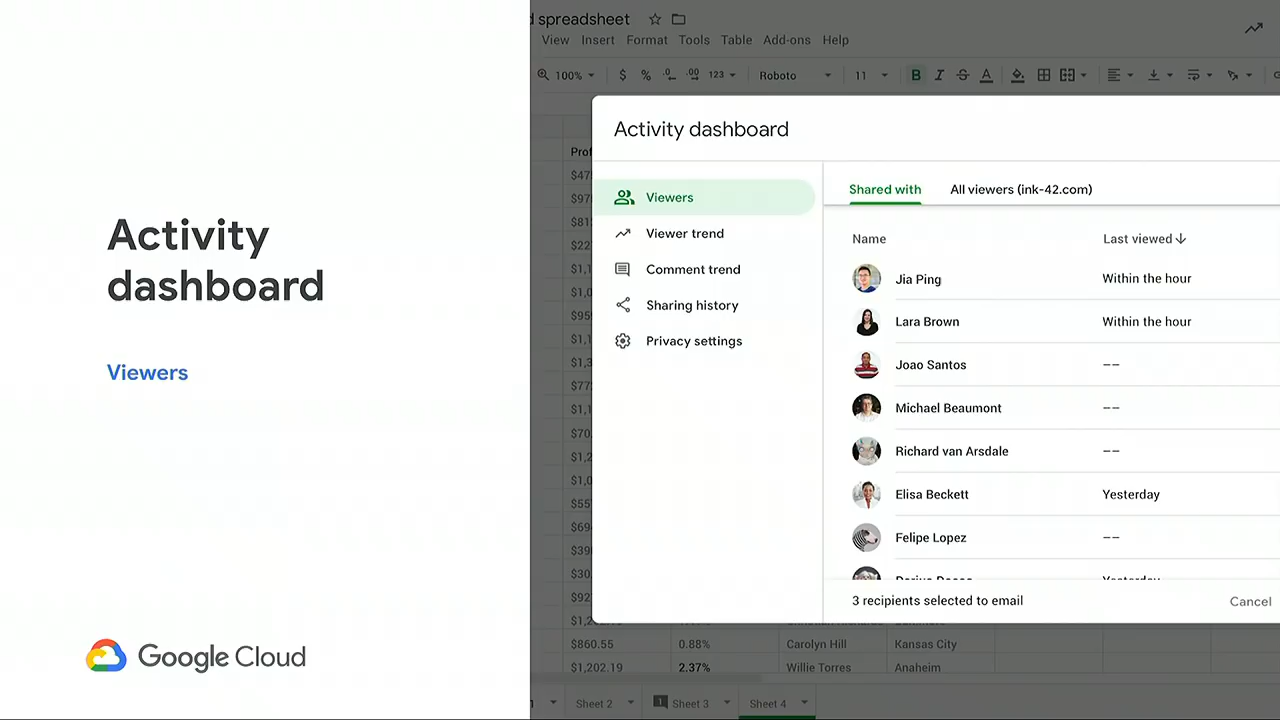 Activity
dashboard
Viewers
Google Cloud
spreadsheet
View Insert Format Tools Table Add-ons Help
100% $ % .0 .00 123 Roboto 11 B I S A
Activity dashboard
Viewers
Viewer trend
Comment trend
Sharing history
Privacy settings
Shared with All viewers (ink-42.com)
Name Last viewed
Jia Ping Within the hour
Lara Brown Within the hour
Joao Santos --
Michael Beaumont --
Richard van Arsdale --
Elisa Beckett Yesterday
Felipe Lopez --
Yesterday
3 recipients selected to email Cancel
$860.55 0.88% Carolyn Hill Kansas City
$1,202.19 2.37% Willie Torres Anaheim
Sheet 2 1 Sheet 3 Sheet 4